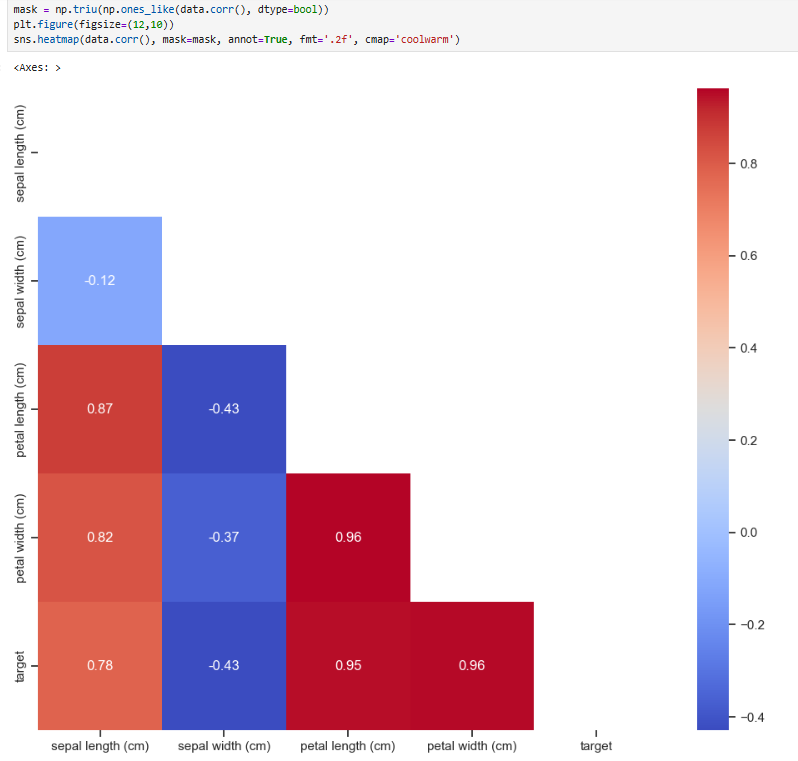 mask = np.triu(np.ones_like(data.corr(), dtype=bool))
plt.figure(figsize=(12,10))
sns.heatmap(data.corr(), mask=mask, annot=True, fmt='.2f', cmap='coolwarm')
<Axes: >
sepal length (cm)
sepal width (cm)
-0.12
petal length (cm)
0.87 -0.43
petal width (cm)
0.82 -0.37 0.96
target
0.78 -0.43 0.95 0.96
sepal length (cm) sepal width (cm) petal length (cm) petal width (cm) target
0.8
0.6
0.4
0.2
0.0
−0.2
−0.4